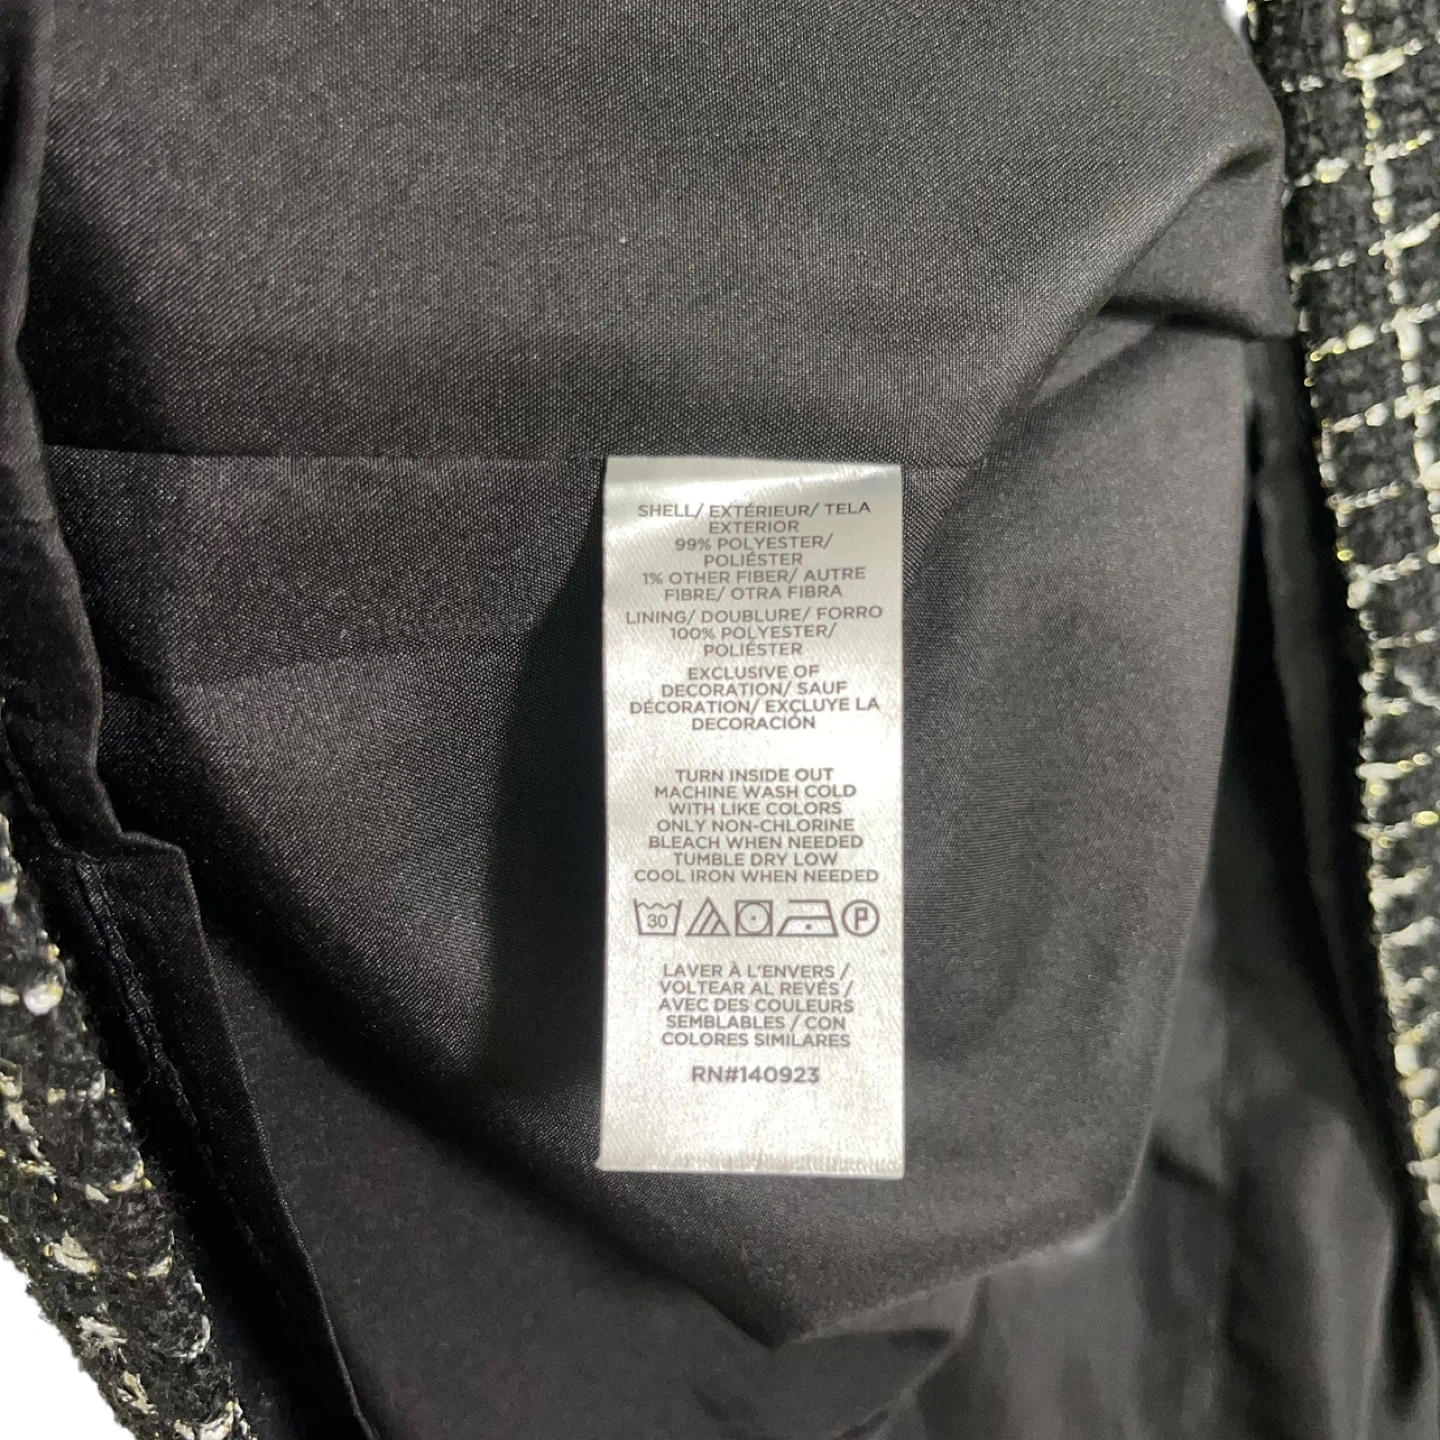 SHELL/ EXTÉRIEUR/ TELA
EXTERIOR
99% POLYESTER/
POLIÉSTER
1% OTHER FIBER/ AUTRE
FIBRE/ OTRA FIBRA
LINING/ DOUBLURE/ FORRO
100% POLYESTER/
POLIÉSTER
EXCLUSIVE OF
DECORATION/ SAUF
DÉCORATION/ EXCLUYE LA
DECORACIÓN
TURN INSIDE OUT
MACHINE WASH COLD
WITH LIKE COLORS
ONLY NON-CHLORINE
BLEACH WHEN NEEDED
TUMBLE DRY LOW
COOL IRON WHEN NEEDED
30 P
LAVER À L'ENVERS /
VOLTEAR AL REVÉS /
AVEC DES COULEURS
SEMBLABLES / CON
COLORES SIMILARES
RN#140923